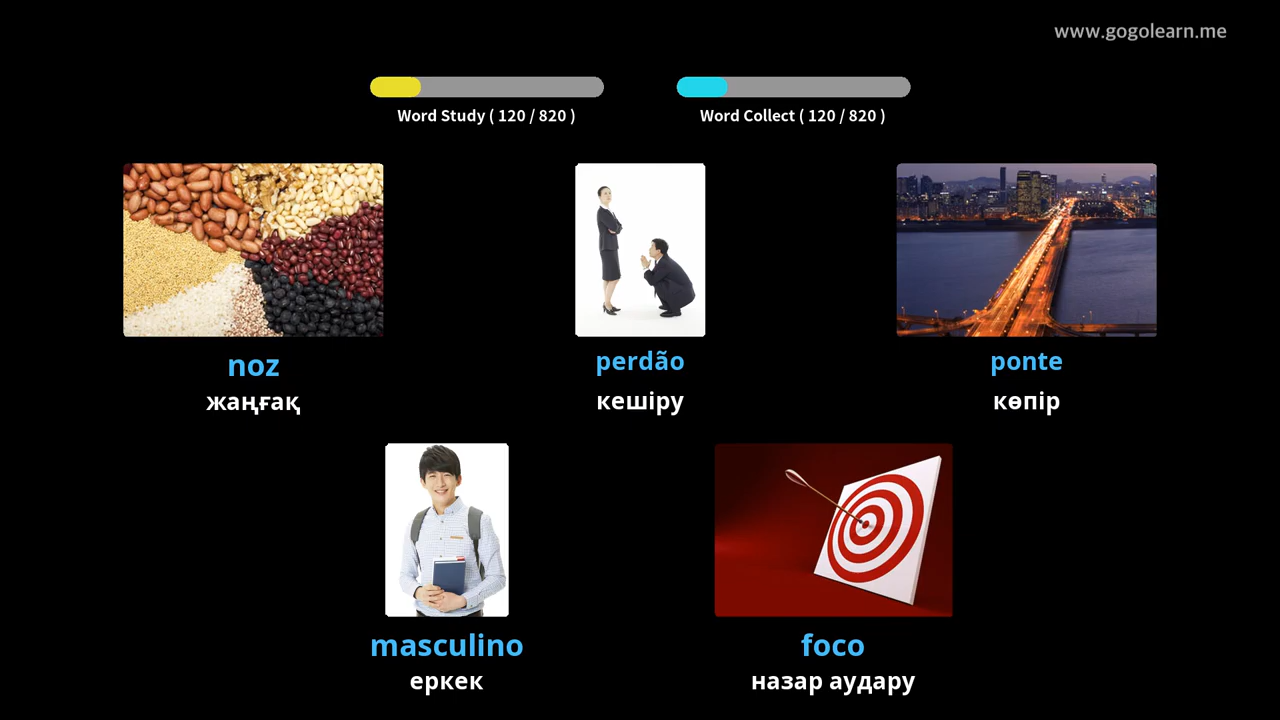 www.gogolearn.me
Word Study ( 120 / 820 )
Word Collect ( 120 / 820 )
noz
жаңғақ
perdão
кешіру
ponte
көпір
masculino
еркек
foco
назар аудару